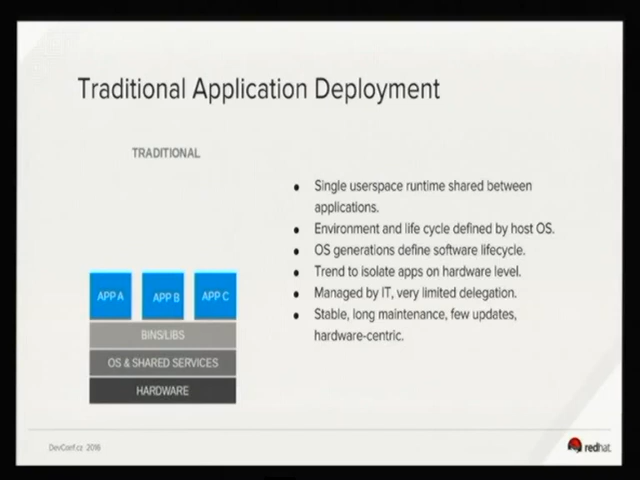 Traditional Application Deployment
TRADITIONAL
APP A
APP B
APP C
BINS/LIBS
OS & SHARED SERVICES
HARDWARE
● Single userspace runtime shared between
applications.
● Environment and life cycle defined by host OS.
● OS generations define software lifecycle.
● Trend to isolate apps on hardware level.
● Managed by IT, very limited delegation.
● Stable, long maintenance, few updates,
hardware-centric.
DevConf.cz 2016
redhat.